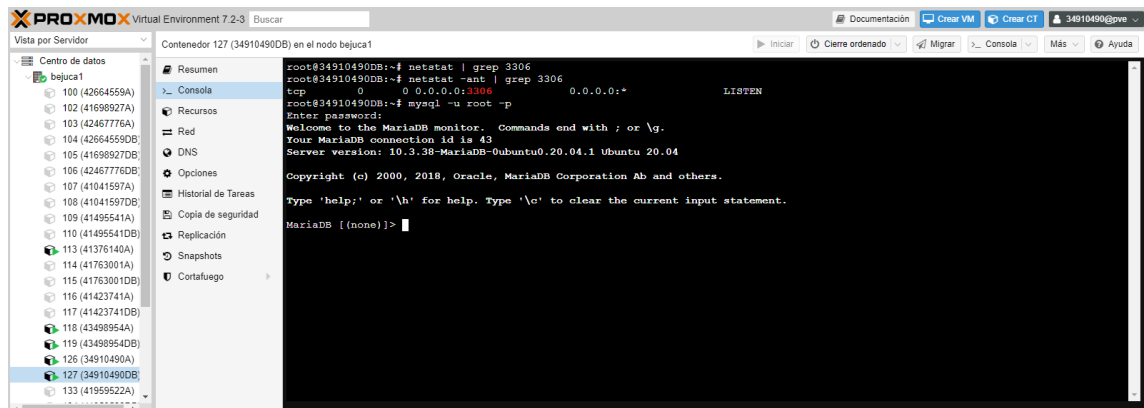 PROXMOX Virtual Environment 7.2-3 Buscar
Documentación Crear VM Crear CT 34910490@pve
Vista por Servidor
Contenedor 127 (34910490DB) en el nodo bejuca1
Iniciar Cierre ordenado Migrar Consola Más Ayuda
Centro de datos
bejuca1
100 (42664559A)
102 (41698927A)
103 (42467776A)
104 (42664559DB)
105 (41698927DB)
106 (42467776DB)
107 (41041597A)
108 (41041597DB)
109 (41495541A)
110 (41495541DB)
113 (41376140A)
114 (41763001A)
115 (41763001DB)
116 (41423741A)
117 (41423741DB)
118 (43498954A)
119 (43498954DB)
126 (34910490A)
127 (34910490DB)
133 (41959522A)
Resumen
Consola
Recursos
Red
DNS
Opciones
Historial de Tareas
Copia de seguridad
Replicación
Snapshots
Cortafuego
root@34910490DB:~# netstat | grep 3306
root@34910490DB:~# netstat -ant | grep 3306
tcp 0 0 0.0.0.0:3306 0.0.0.0:* LISTEN
root@34910490DB:~# mysql -u root -p
Enter password:
Welcome to the MariaDB monitor. Commands end with ; or \g.
Your MariaDB connection id is 43
Server version: 10.3.38-MariaDB-0ubuntu0.20.04.1 Ubuntu 20.04
Copyright (c) 2000, 2018, Oracle, MariaDB Corporation Ab and others.
Type 'help;' or '\h' for help. Type '\c' to clear the current input statement.
MariaDB [(none)]>